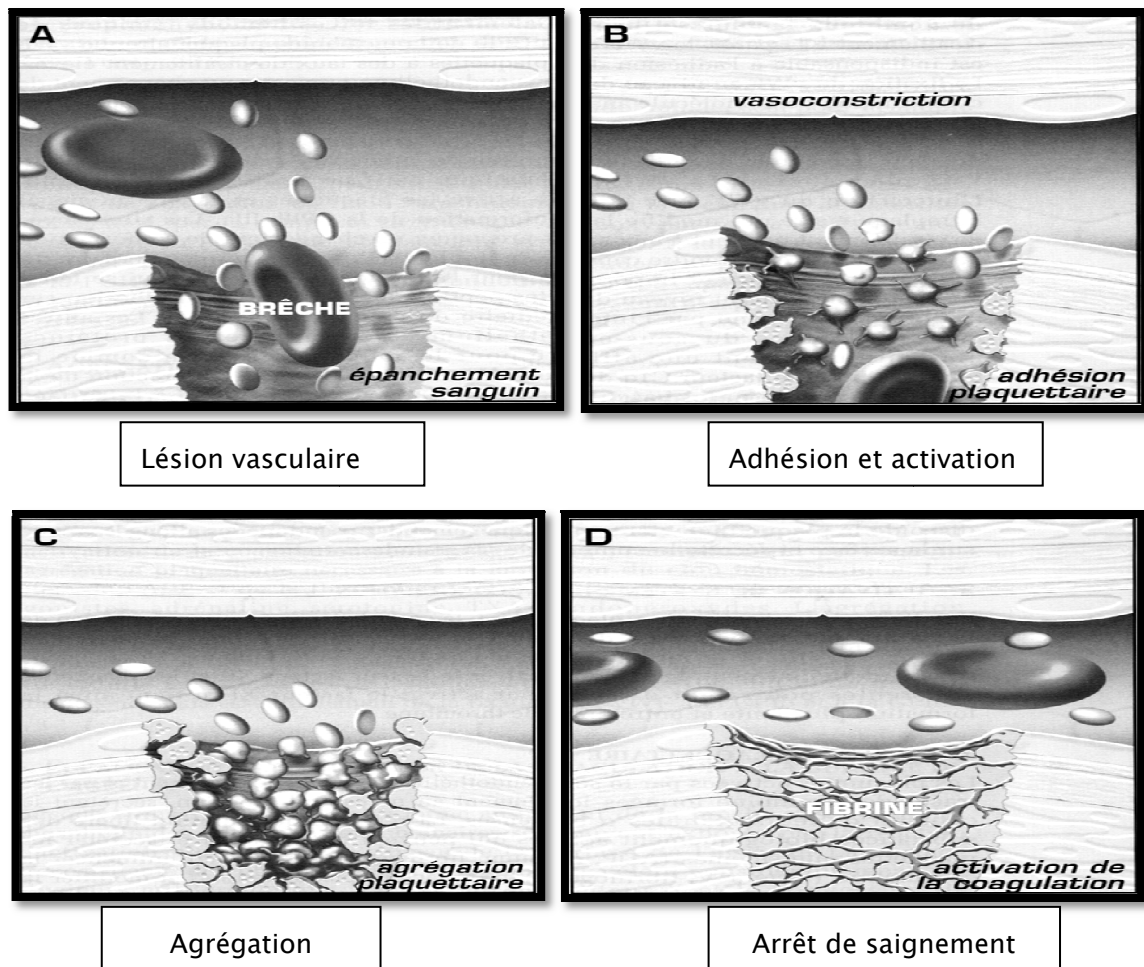 A
BRÊCHE
épanchement
sanguin
Lésion vasculaire
B
vasoconstriction
adhésion
plaquettaire
Adhésion et activation
C
agrégation
plaquettaire
Agrégation
D
FIBRINE
activation de
la coagulation
Arrêt de saignement